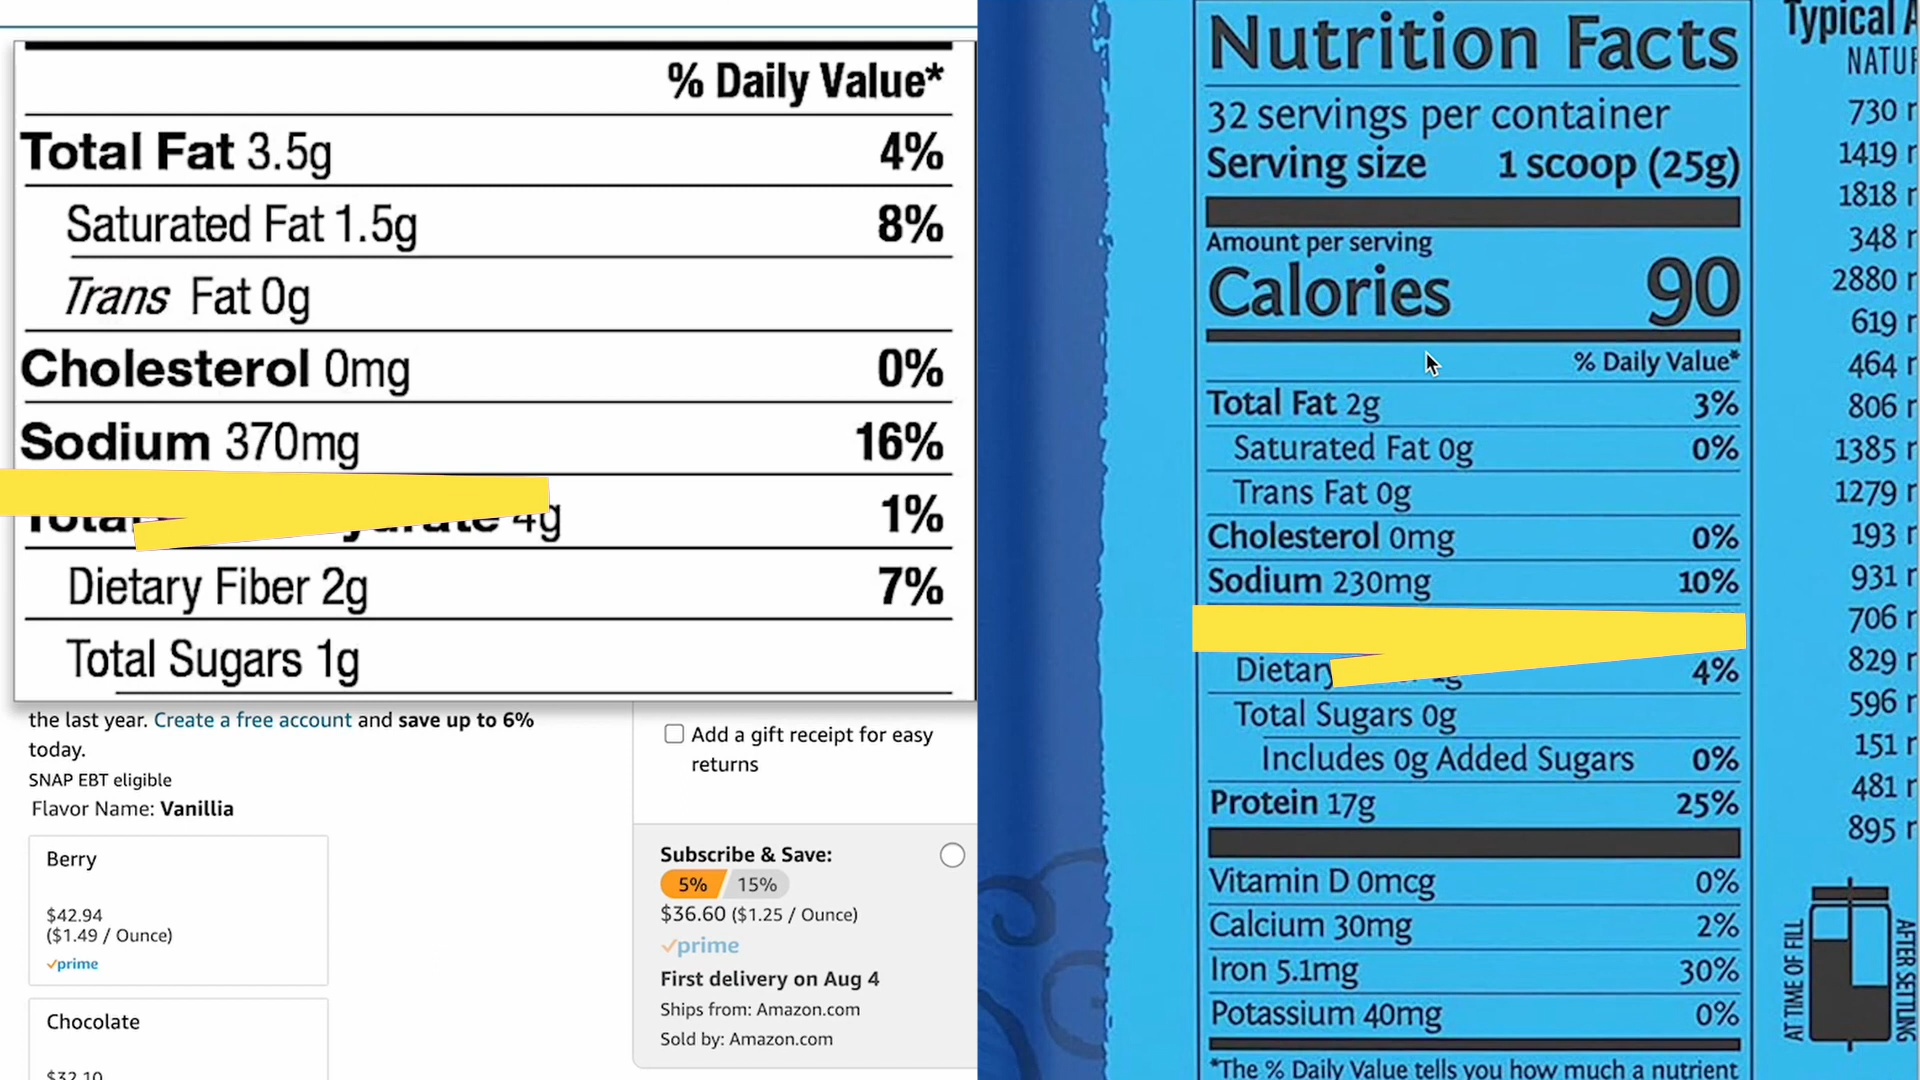 % Daily Value*
Total Fat 3.5g 4%
Saturated Fat 1.5g 8%
Trans Fat 0g
Cholesterol 0mg 0%
Sodium 370mg 16%
4g 1%
Dietary Fiber 2g 7%
Total Sugars 1g
the last year. Create a free account and save up to 6%
today.
SNAP EBT eligible
Flavor Name: Vanillia
Berry
$42.94
($1.49 / Ounce)
prime
Chocolate
$32.10
Add a gift receipt for easy
returns
Subscribe & Save:
5% 15%
$36.60 ($1.25 / Ounce)
prime
First delivery on Aug 4
Ships from: Amazon.com
Sold by: Amazon.com
Nutrition Facts
32 servings per container
Serving size 1 scoop (25g)
Amount per serving
Calories 90
% Daily Value*
Total Fat 2g 3%
Saturated Fat 0g 0%
Trans Fat 0g
Cholesterol 0mg 0%
Sodium 230mg 10%
Dietary 4%
Total Sugars 0g
Includes 0g Added Sugars 0%
Protein 17g 25%
Vitamin D 0mcg 0%
Calcium 30mg 2%
Iron 5.1mg 30%
Potassium 40mg 0%
*The % Daily Value tells you how much a nutrient
Typical
730
1419
1818
348
2880
619
464
806
1385
1279
193
931
706
829
596
151
481
895
AT TIME OF FILL
AFTER SETTLING